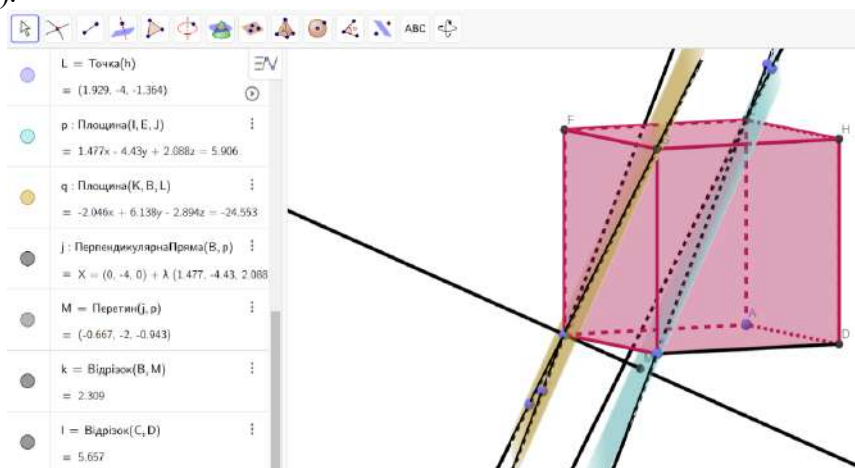 ).
ABC
L = Точка(h)
= (1.929, -4, -1.364)
p : Площина(I, E, J)
= 1.477x - 4.43y + 2.088z = 5.906
q : Площина(K, B, L)
= -2.046x + 6.138y - 2.894z = -24.553
j : ПерпендикулярнаПряма(B, p)
= X = (0, -4, 0) + λ (1.477, -4.43, 2.088
M = Перетин(j, p)
= (-0.667, -2, -0.943)
k = Відрізок(B, M)
= 2.309
l = Відрізок(C, D)
= 5.657
F
G
H
A
D